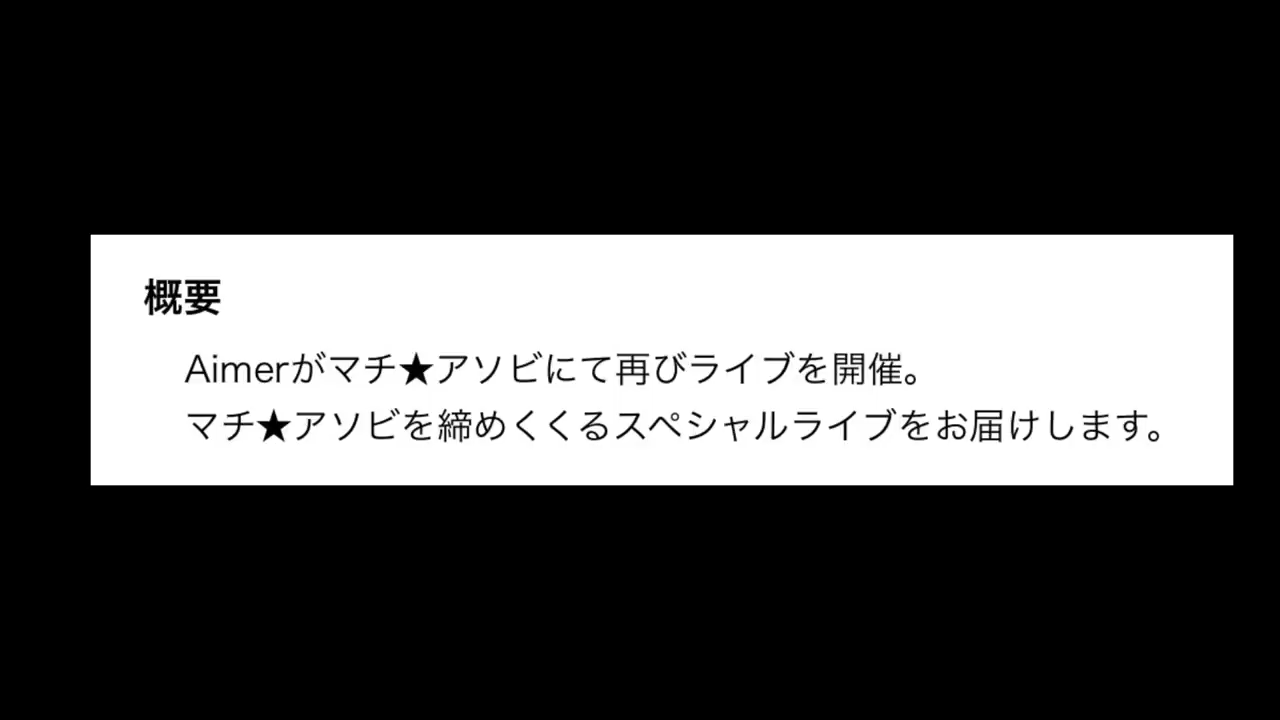 概要
Aimerがマチ★アソビにて再びライブを開催。
マチ★アソビを締めくくるスペシャルライブをお届けします。